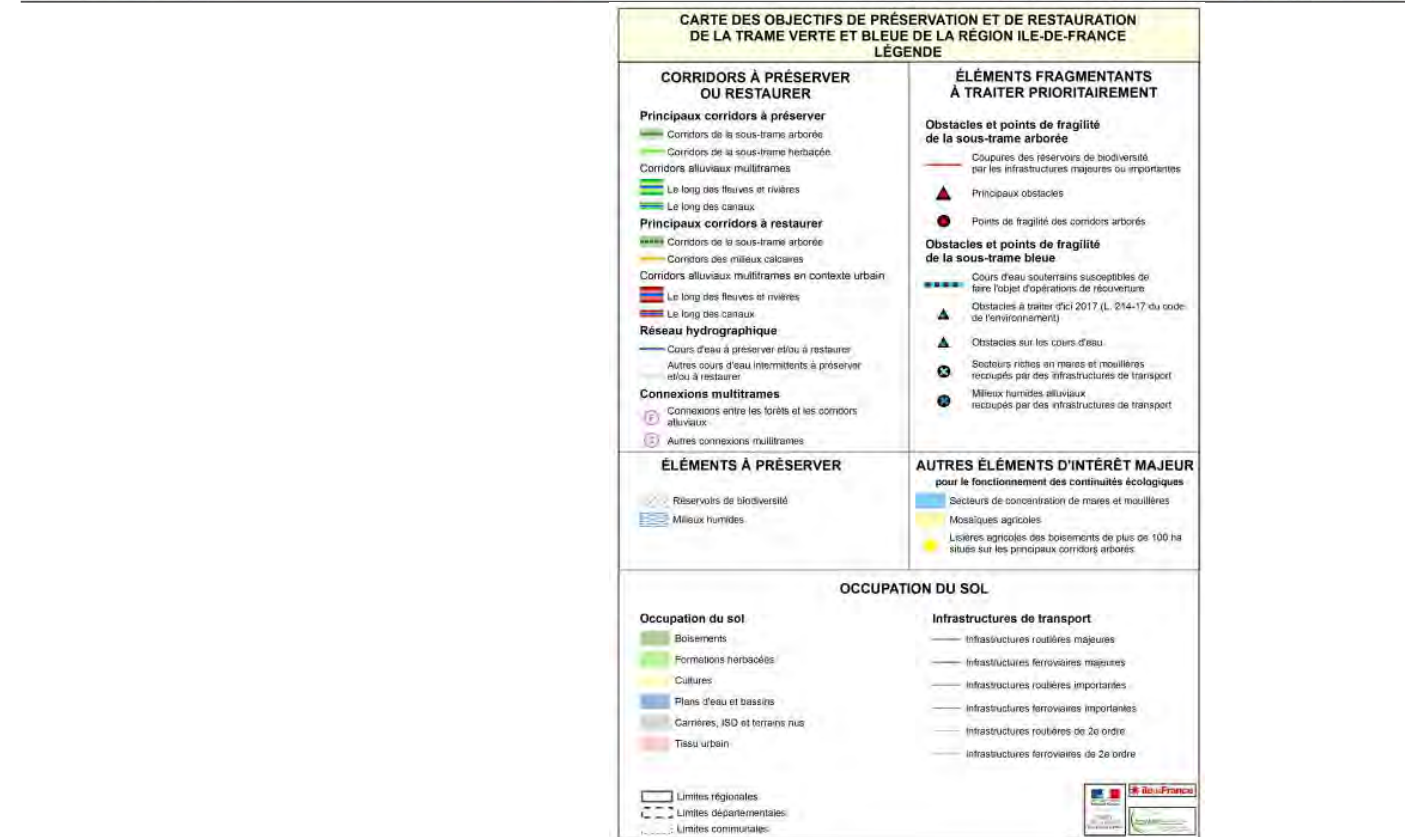 CARTE DES OBJECTIFS DE PRÉSERVATION ET DE RESTAURATION
DE LA TRAME VERTE ET BLEUE DE LA RÉGION ILE-DE-FRANCE
LÉGENDE
CORRIDORS À PRÉSERVER
OU RESTAURER
Principaux corridors à préserver
Corridors de la sous-trame arborée
Corridors de la sous-trame herbacée
Corridors alluviaux multitrames
Le long des fleuves et rivières
Le long des canaux
Principaux corridors à restaurer
Corridors de la sous-trame arborée
Corridors des milieux calcaires
Corridors alluviaux multitrames en contexte urbain
Le long des fleuves et rivières
Le long des canaux
Réseau hydrographique
Cours d'eau à préserver et/ou à restaurer
Autres cours d'eau intermittents à préserver
et/ou à restaurer
Connexions multitrames
Connexions entre les forêts et les corridors
alluviaux
Autres connexions multitrames
ÉLÉMENTS FRAGMENTANTS
À TRAITER PRIORITAIREMENT
Obstacles et points de fragilité
de la sous-trame arborée
Coupures des réservoirs de biodiversité
par les infrastructures majeures ou importantes
Principaux obstacles
Points de fragilité des corridors arborés
Obstacles et points de fragilité
de la sous-trame bleue
Cours d'eau souterrains susceptibles de
faire l'objet d'opérations de réouverture
Obstacles à traiter d'ici 2017 (L. 214-17 du code
de l'environnement)
Obstacles sur les cours d'eau
Secteurs riches en mares et mouillères
recoupés par des infrastructures de transport
Milieux humides alluviaux
recoupés par des infrastructures de transport
ÉLÉMENTS À PRÉSERVER
Réservoirs de biodiversité
Milieux humides
AUTRES ÉLÉMENTS D'INTÉRÊT MAJEUR
pour le fonctionnement des continuités écologiques
Secteurs de concentration de mares et mouillères
Mosaïques agricoles
Lisières agricoles des boisements de plus de 100 ha
situés sur les principaux corridors arborés
OCCUPATION DU SOL
Occupation du sol
Boisements
Formations herbacées
Cultures
Plans d'eau et bassins
Carrières, ISD et terrains nus
Tissu urbain
Infrastructures de transport
Infrastructures routières majeures
Infrastructures ferroviaires majeures
Infrastructures routières importantes
Infrastructures ferroviaires importantes
Infrastructures routières de 2e ordre
Infrastructures ferroviaires de 2e ordre
Limites régionales
Limites départementales
Limites communales
île de France